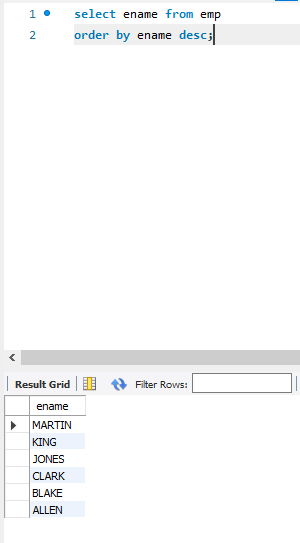 1 select ename from emp
2 order by ename desc;
Result Grid Filter Rows:
ename
MARTIN
KING
JONES
CLARK
BLAKE
ALLEN